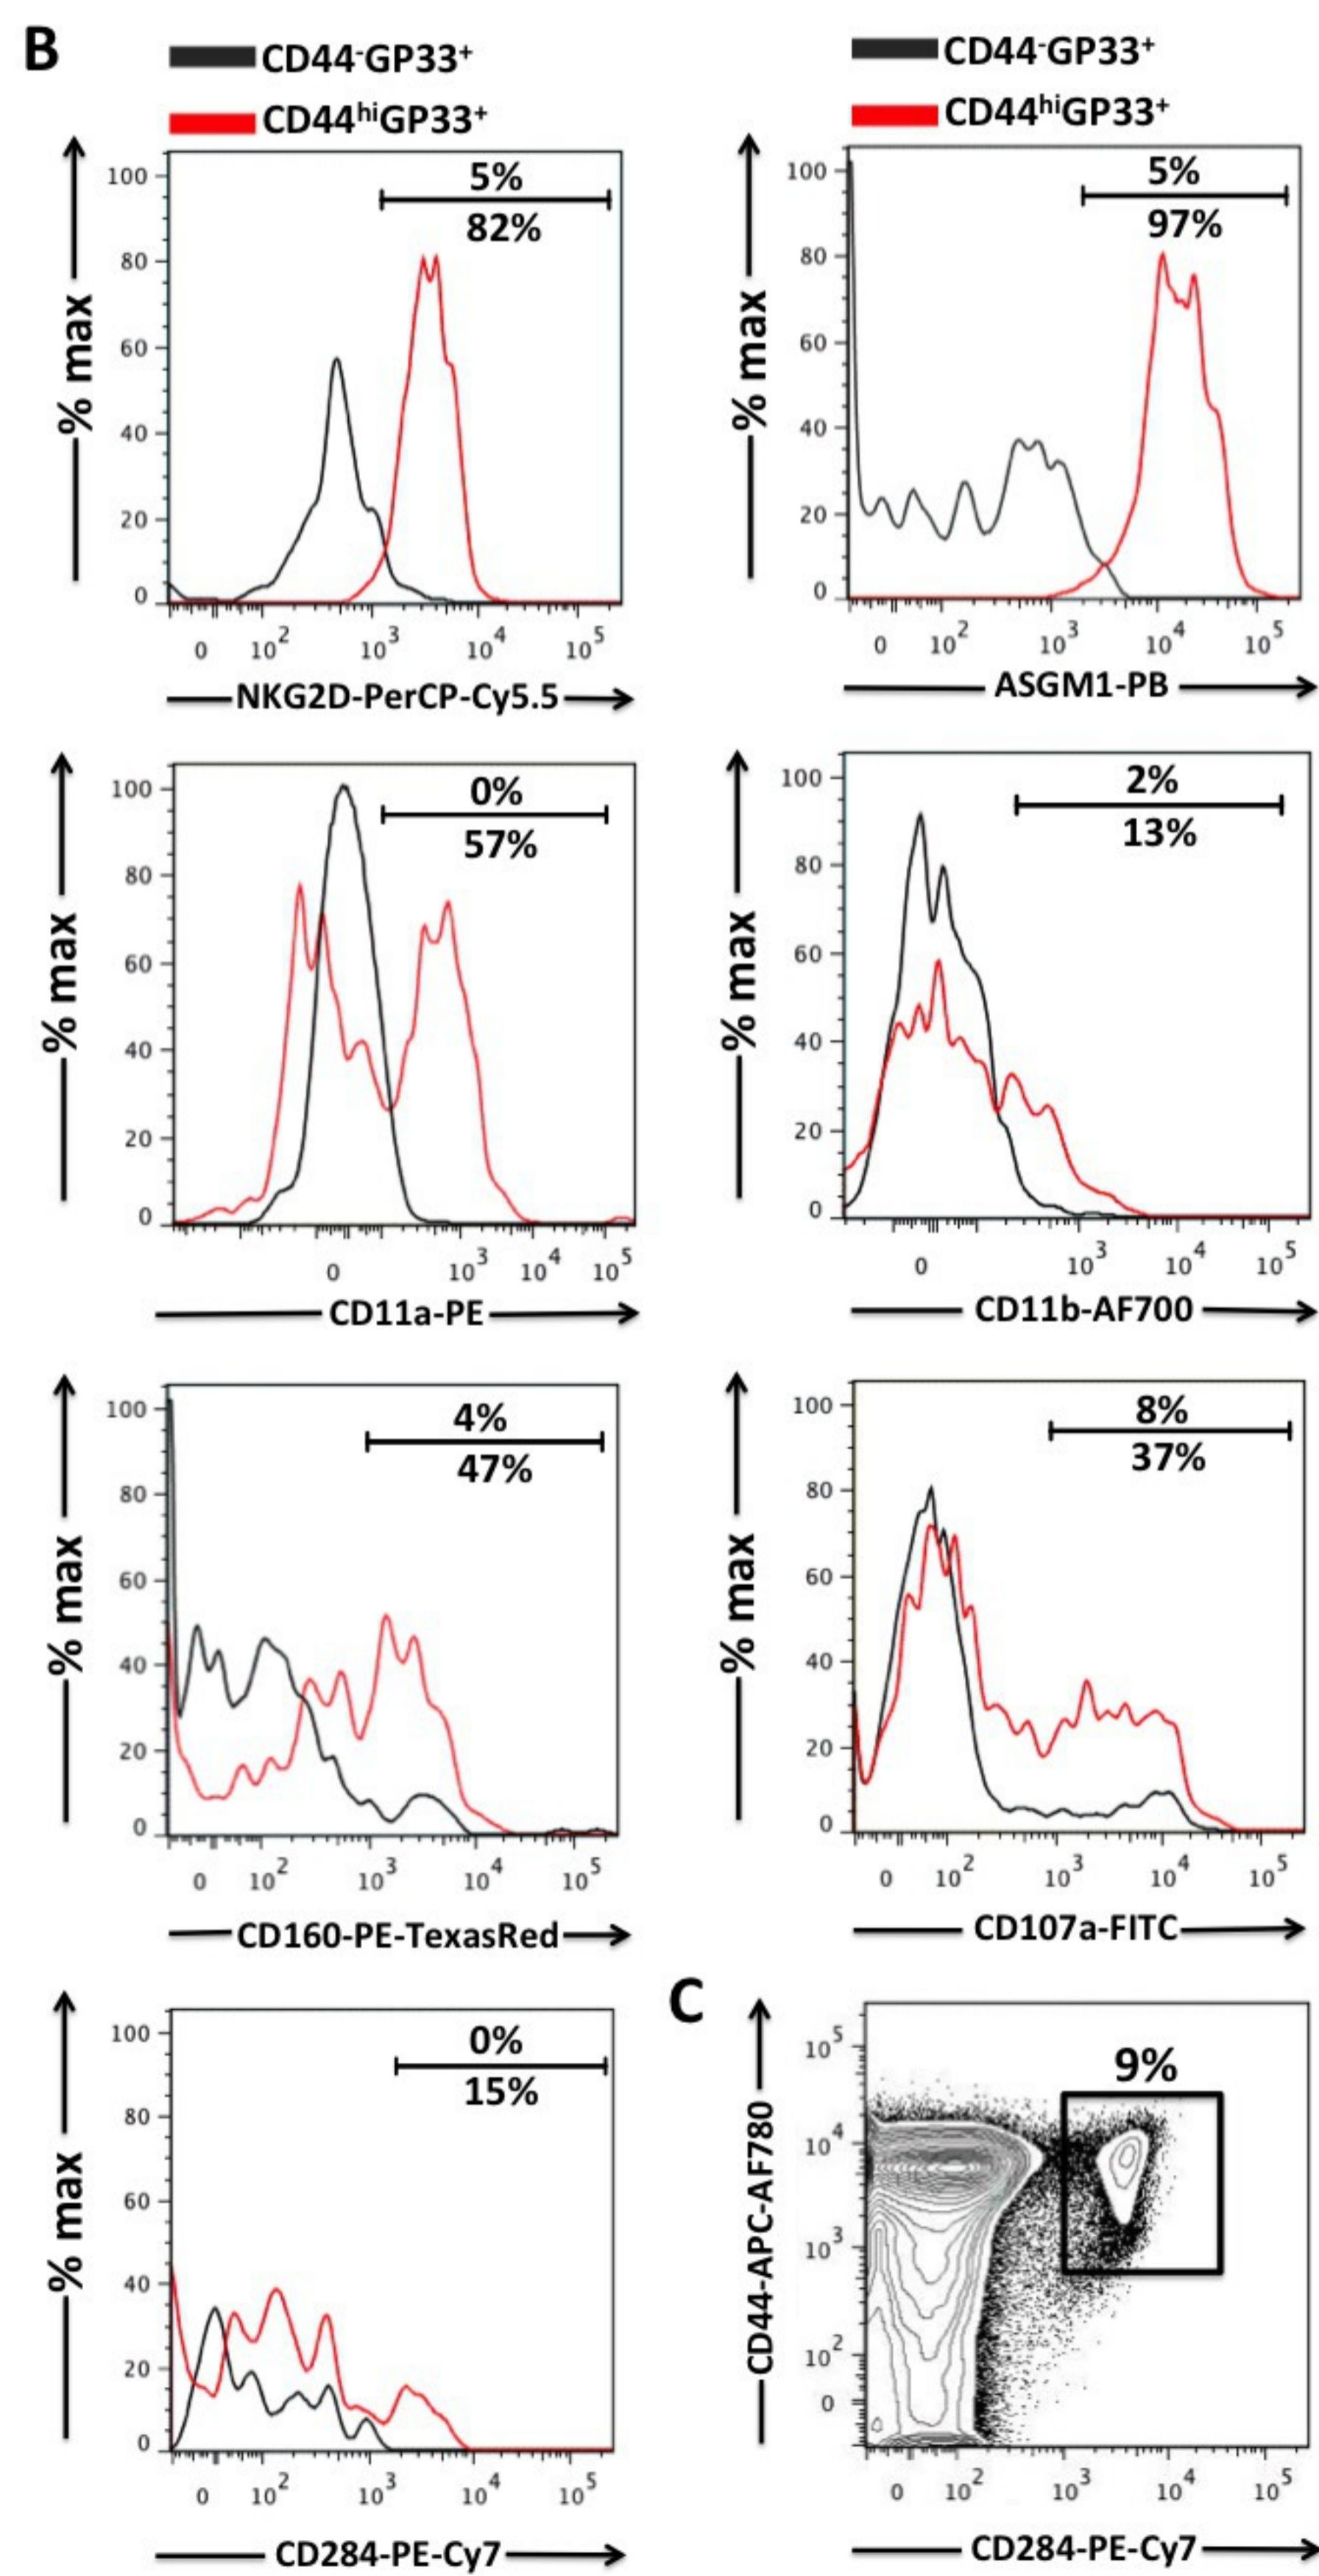 B
CD44⁻GP33⁺
CD44ʰⁱGP33⁺
% max
100
80
60
40
20
0
5%
82%
0 10² 10³ 10⁴ 10⁵
NKG2D-PerCP-Cy5.5
CD44⁻GP33⁺
CD44ʰⁱGP33⁺
% max
100
80
60
40
20
0
5%
97%
0 10² 10³ 10⁴ 10⁵
ASGM1-PB
% max
100
80
60
40
20
0
0%
57%
0 10³ 10⁴ 10⁵
CD11a-PE
% max
100
80
60
40
20
0
2%
13%
0 10³ 10⁴ 10⁵
CD11b-AF700
% max
100
80
60
40
20
0
4%
47%
0 10² 10³ 10⁴ 10⁵
CD160-PE-TexasRed
% max
100
80
60
40
20
0
8%
37%
0 10² 10³ 10⁴ 10⁵
CD107a-FITC
% max
100
80
60
40
20
0
0%
15%
0 10² 10³ 10⁴ 10⁵
CD284-PE-Cy7
C
CD44-APC-AF780
10⁵
10⁴
10³
10²
0
9%
0 10² 10³ 10⁴ 10⁵
CD284-PE-Cy7